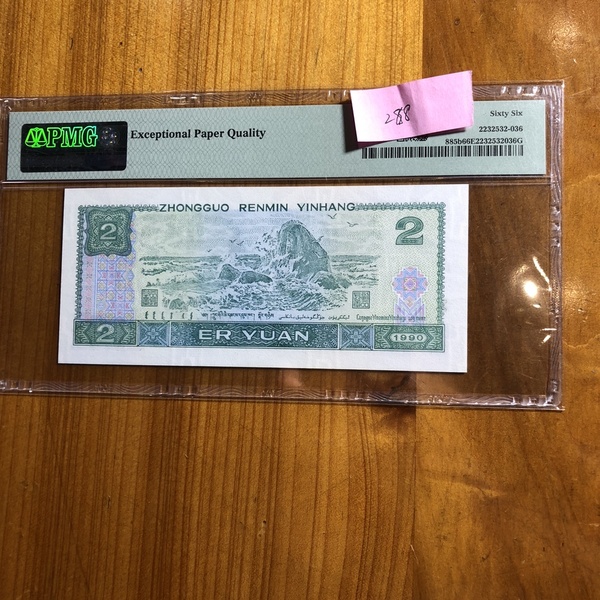 PMG
Exceptional Paper Quality
288
Sixty Six
2232532-036
885b66E2232532036G
ZHONGGUO RENMIN YINHANG
2
2
2
ER YUAN
1990